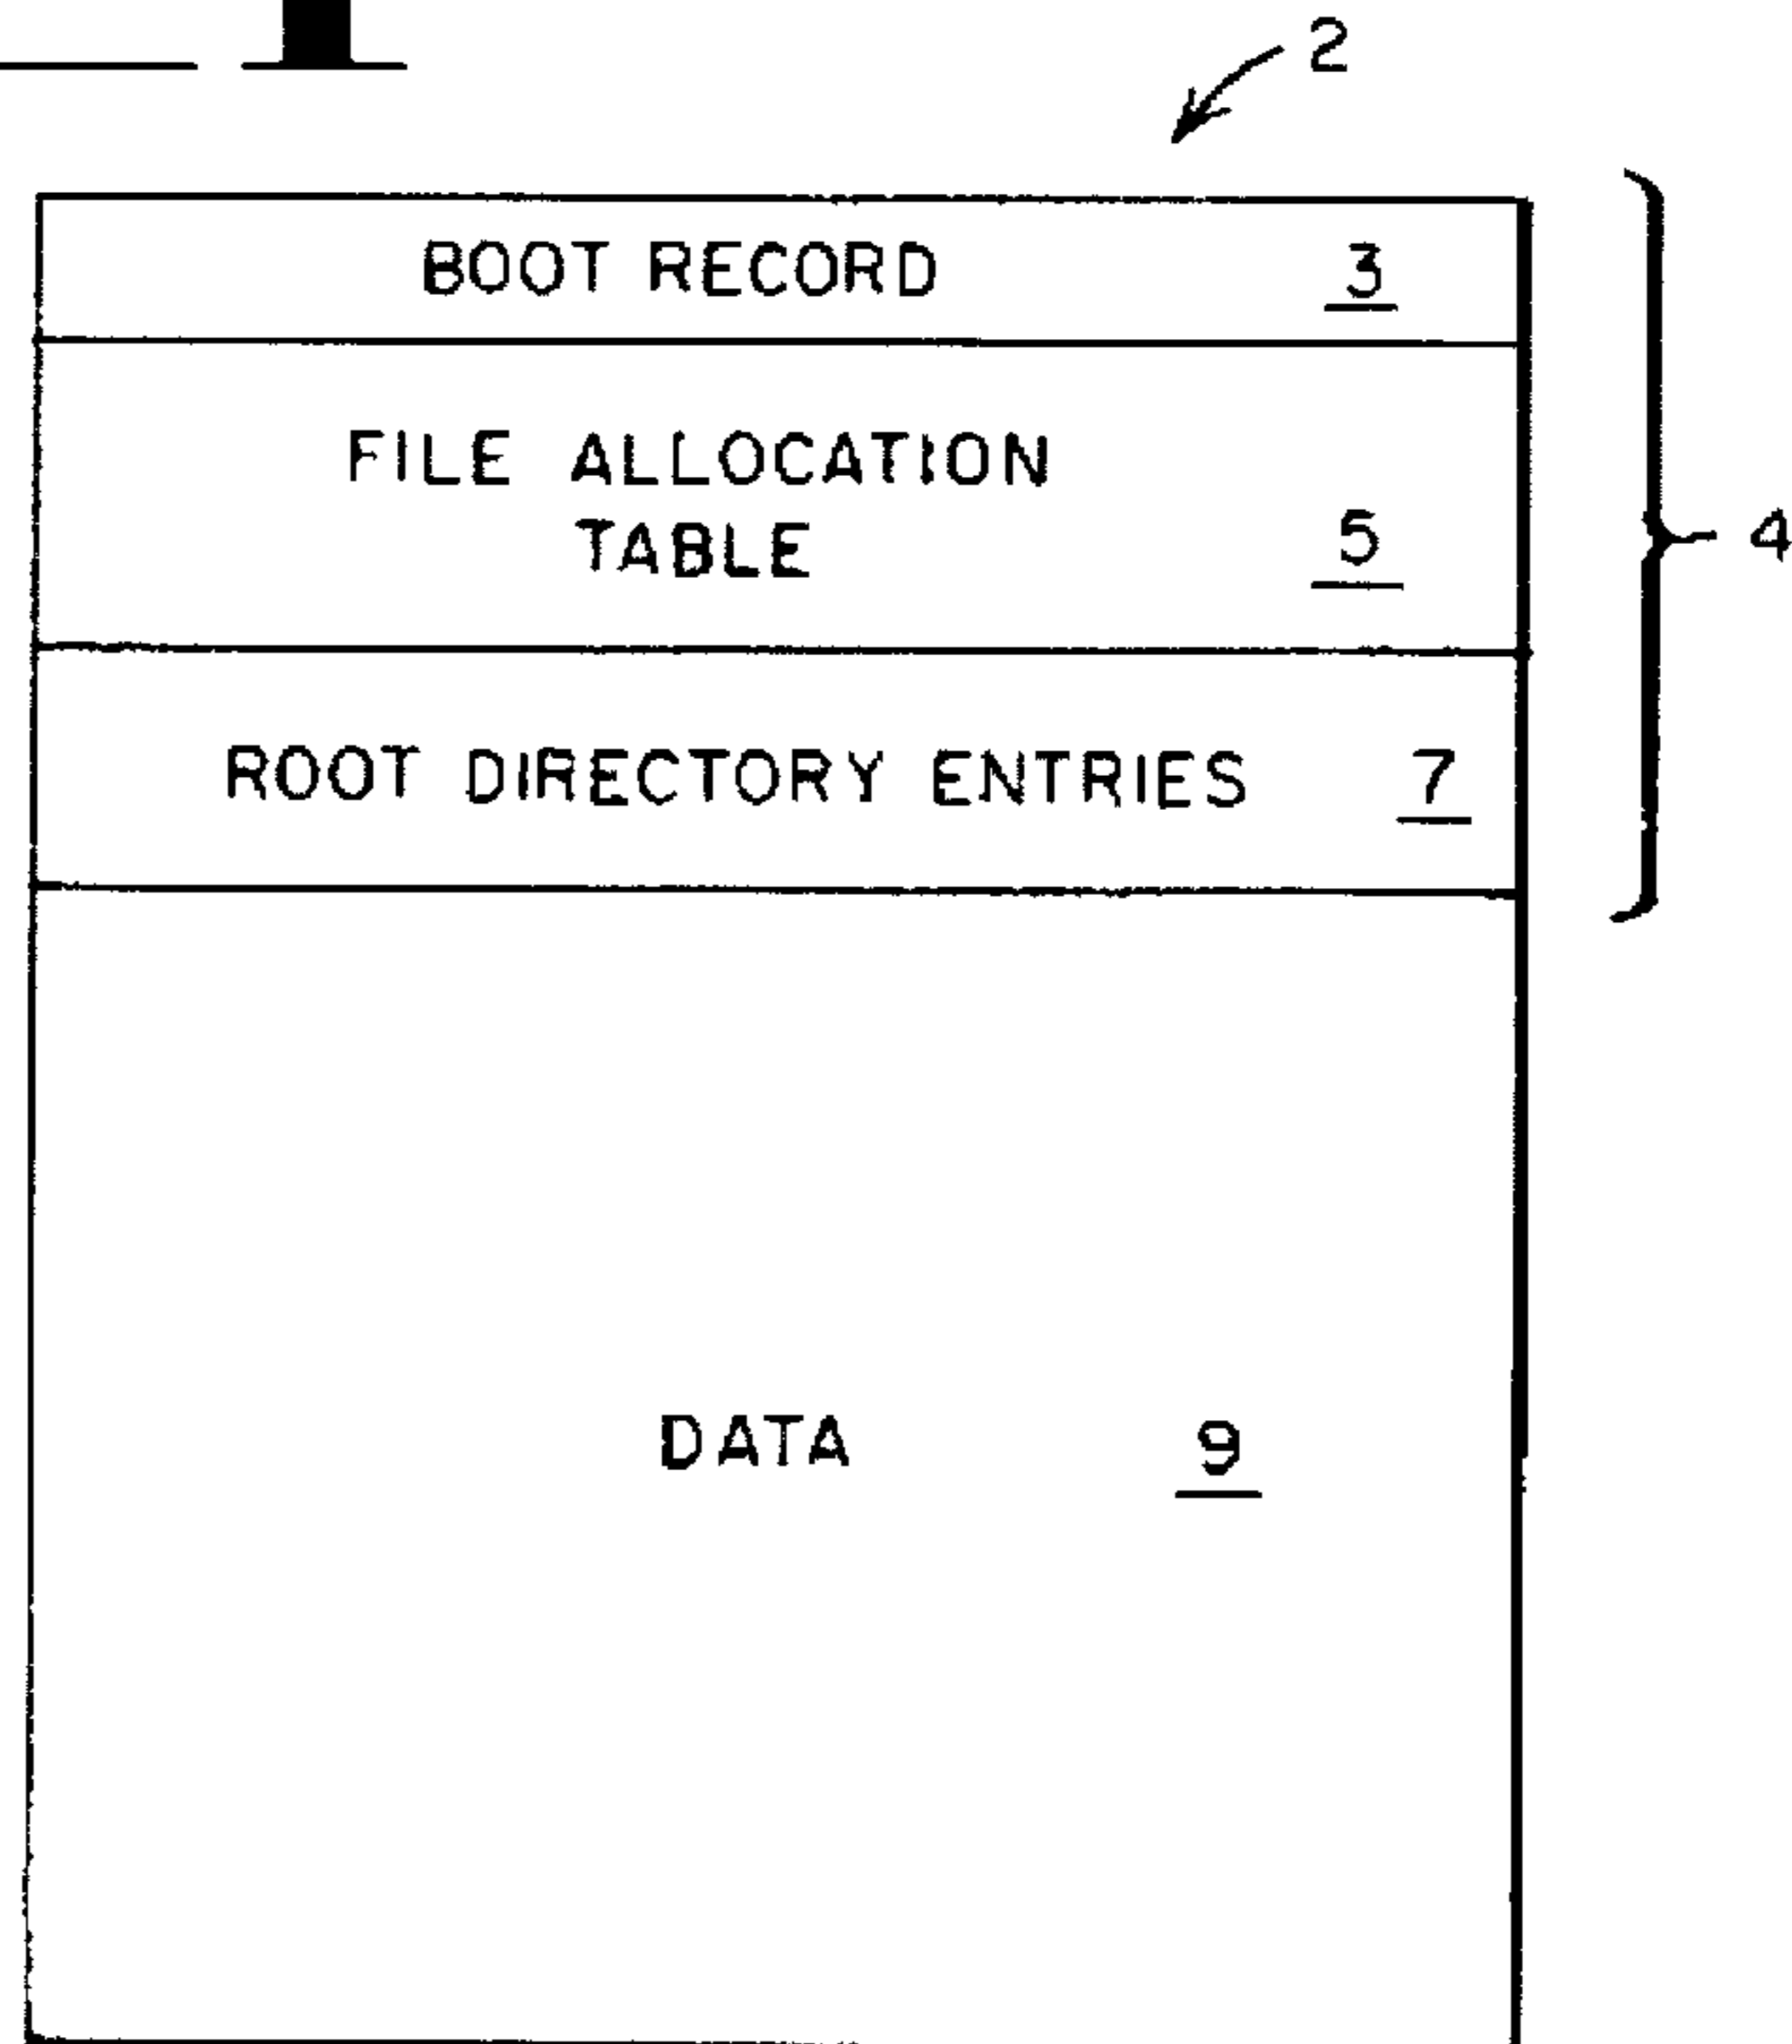 2
BOOT RECORD 3
FILE ALLOCATION
TABLE 5
4
ROOT DIRECTORY ENTRIES 7
DATA 9